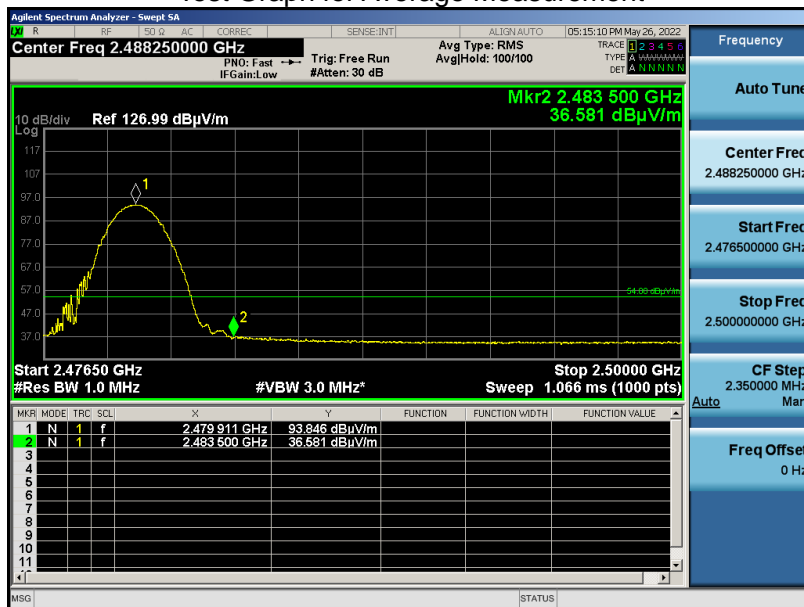 Test Graph for Average Measurement
Agilent Spectrum Analyzer - Swept SA
LXI R RF 50 Ω AC CORREC SENSE:INT ALIGN AUTO 05:15:10 PM May 26, 2022
Center Freq 2.488250000 GHz
PNO: Fast
IFGain:Low
Trig: Free Run
#Atten: 30 dB
Avg Type: RMS
Avg|Hold: 100/100
TRACE 1 2 3 4 5 6
TYPE A WWWWW
DET A N N N N N
Mkr2 2.483 500 GHz
36.581 dBµV/m
10 dB/div Ref 126.99 dBµV/m
Log
117
107
97.0
87.0
77.0
67.0
57.0
47.0
37.0
1
2
54.00 dBµV/m
Start 2.47650 GHz Stop 2.50000 GHz
#Res BW 1.0 MHz #VBW 3.0 MHz* Sweep 1.066 ms (1000 pts)
MKR MODE TRC SCL X Y FUNCTION FUNCTION WIDTH FUNCTION VALUE
1 N 1 f 2.479 911 GHz 93.846 dBµV/m
2 N 1 f 2.483 500 GHz 36.581 dBµV/m
3
4
5
6
7
8
9
10
11
MSG STATUS
Frequency
Auto Tune
Center Freq
2.488250000 GHz
Start Freq
2.476500000 GHz
Stop Freq
2.500000000 GHz
CF Step
2.350000 MHz
Auto Man
Freq Offset
0 Hz